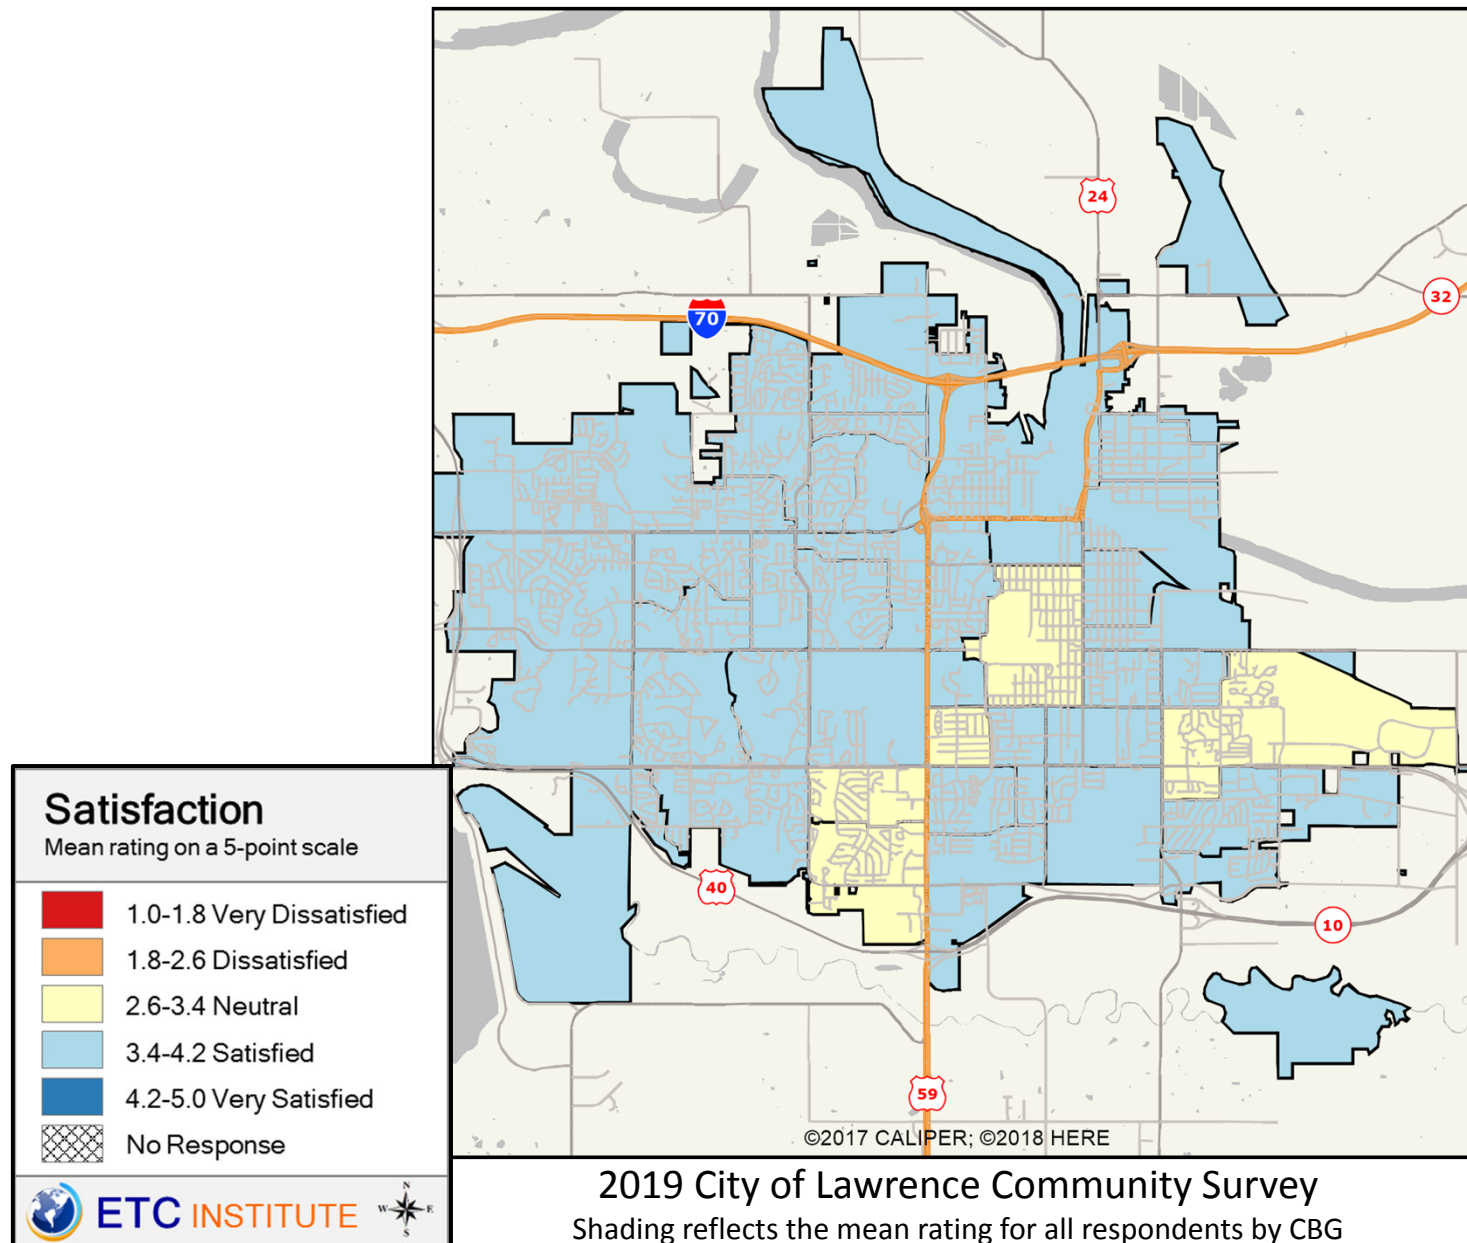 24
32
70
40
10
59
©2017 CALIPER; ©2018 HERE
Satisfaction
Mean rating on a 5-point scale
1.0-1.8 Very Dissatisfied
1.8-2.6 Dissatisfied
2.6-3.4 Neutral
3.4-4.2 Satisfied
4.2-5.0 Very Satisfied
No Response
ETC INSTITUTE
N
W E
S
2019 City of Lawrence Community Survey
Shading reflects the mean rating for all respondents by CBG